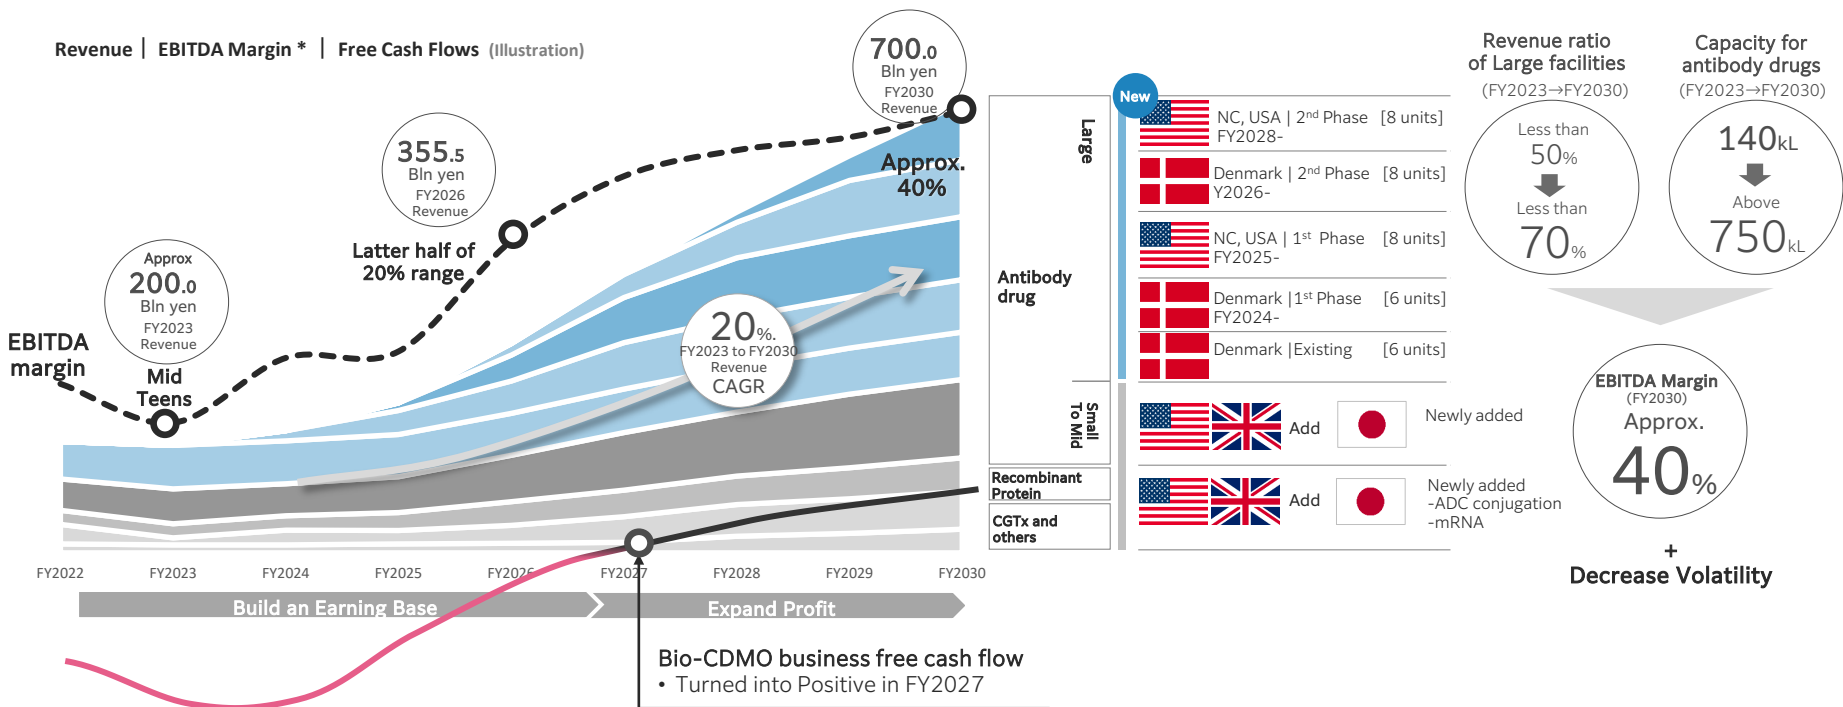 Revenue | EBITDA Margin * | Free Cash Flows (Illustration)
700.0
Bln yen
FY2030
Revenue
355.5
Bln yen
FY2026
Revenue
Approx
200.0
Bln yen
FY2023
Revenue
EBITDA
margin
Mid
Teens
Latter half of
20% range
Approx.
40%
20%.
FY2023 to FY2030
Revenue
CAGR
FY2022
FY2023
FY2024
FY2025
FY2026
FY2027
FY2028
FY2029
FY2030
Build an Earning Base
Expand Profit
Bio-CDMO business free cash flow
• Turned into Positive in FY2027
Antibody
drug
Large
Small
To Mid
Recombinant
Protein
CGTx and
others
New
NC, USA | 2nd Phase [8 units]
FY2028-
Denmark | 2nd Phase [8 units]
Y2026-
NC, USA | 1st Phase [8 units]
FY2025-
Denmark |1st Phase [6 units]
FY2024-
Denmark |Existing [6 units]
Add
Newly added
Add
Newly added
-ADC conjugation
-mRNA
Revenue ratio
of Large facilities
(FY2023→FY2030)
Less than
50%
Less than
70%
Capacity for
antibody drugs
(FY2023→FY2030)
140kL
Above
750kL
EBITDA Margin
(FY2030)
Approx.
40%
+
Decrease Volatility